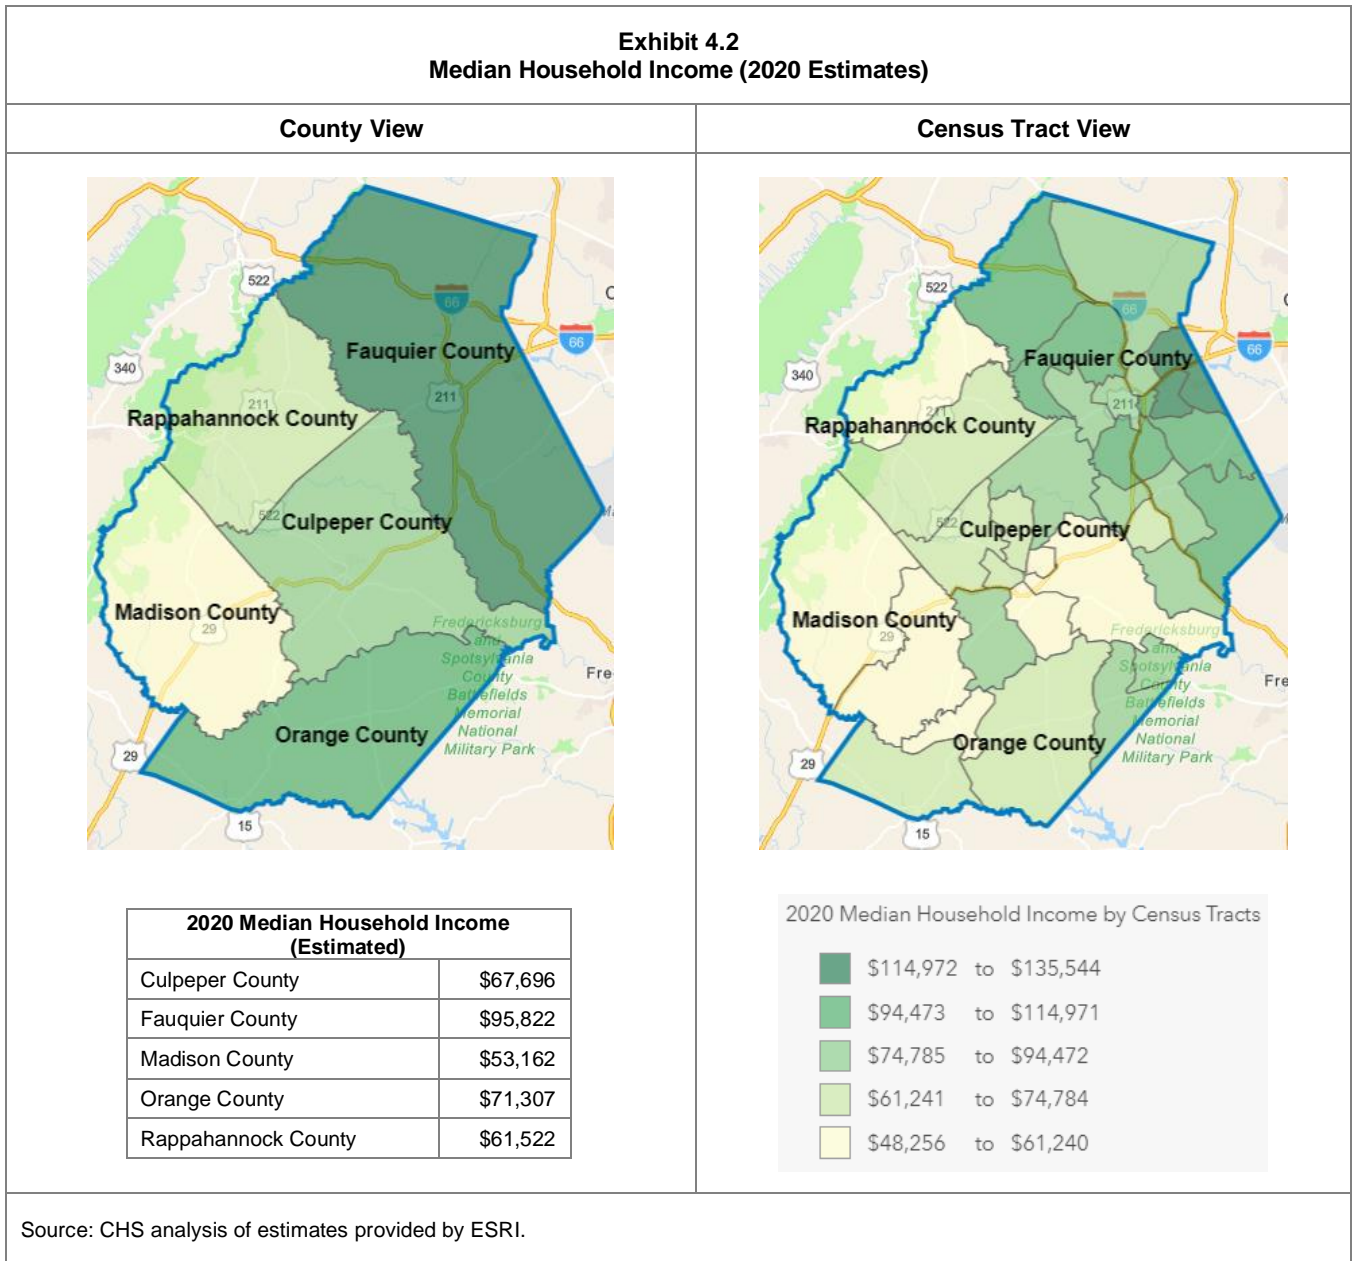 Exhibit 4.2
Median Household Income (2020 Estimates)
County View
Census Tract View
522
66
Fauquier County
66
340
211
211
Rappahannock County
522
Culpeper County
Madison County
29
Fredericksburg
and
Spotsylvania
County
Battlefields
Memorial
National
Military Park
Fre
Orange County
29
15
522
66
Fauquier County
66
340
211
Rappahannock County
522
Culpeper County
Madison County
29
Fredericksburg
and
Spotsylvania
County
Battlefields
Memorial
National
Military Park
Fre
Orange County
29
15
2020 Median Household Income
(Estimated)
Culpeper County $67,696
Fauquier County $95,822
Madison County $53,162
Orange County $71,307
Rappahannock County $61,522
2020 Median Household Income by Census Tracts
$114,972 to $135,544
$94,473 to $114,971
$74,785 to $94,472
$61,241 to $74,784
$48,256 to $61,240
Source: CHS analysis of estimates provided by ESRI.